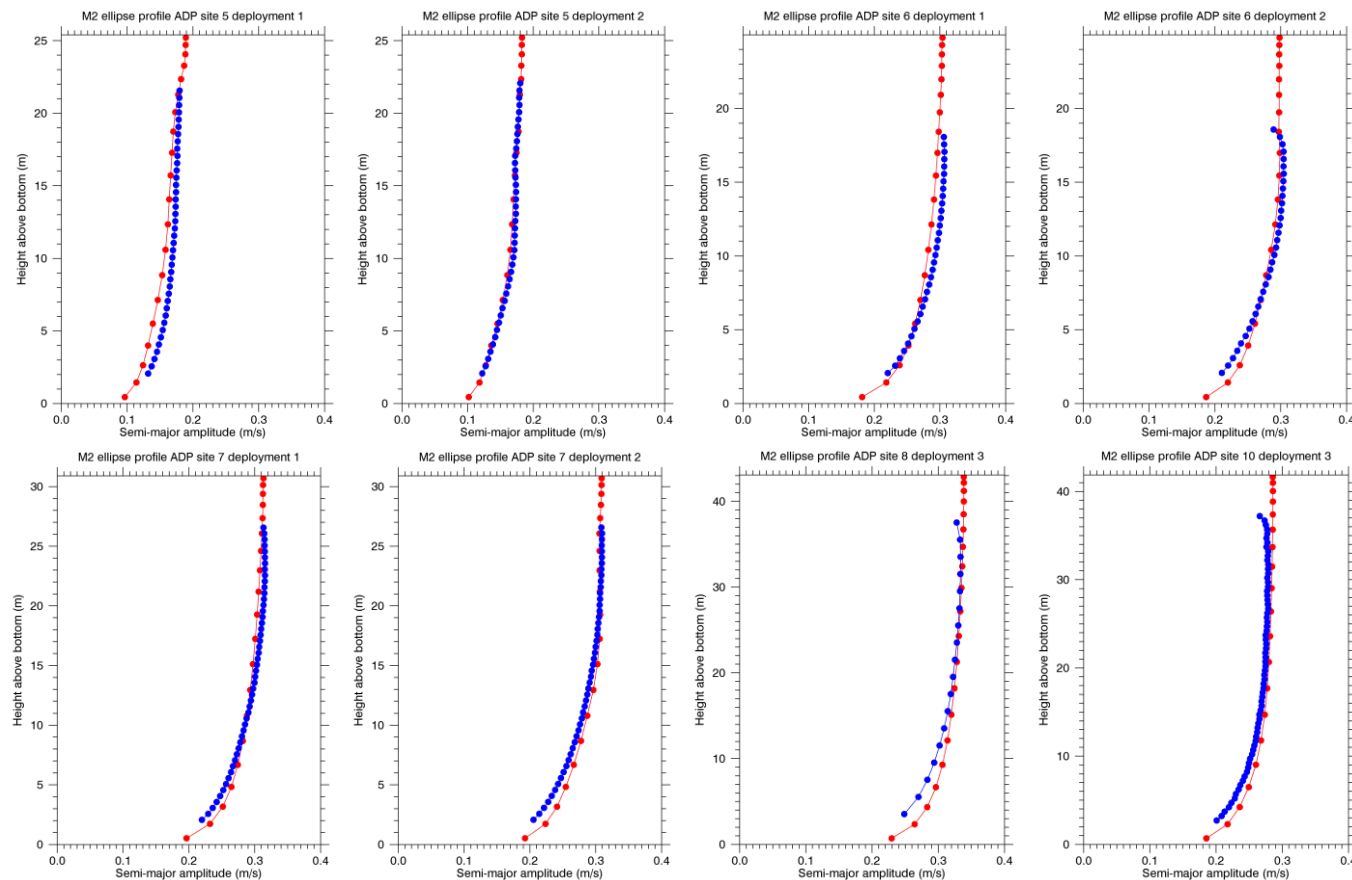 M2 ellipse profile ADP site 5 deployment 1
Height above bottom (m)
25
20
15
10
5
0
0.0 0.1 0.2 0.3 0.4
Semi-major amplitude (m/s)
M2 ellipse profile ADP site 5 deployment 2
Height above bottom (m)
25
20
15
10
5
0
0.0 0.1 0.2 0.3 0.4
Semi-major amplitude (m/s)
M2 ellipse profile ADP site 6 deployment 1
Height above bottom (m)
20
15
10
5
0
0.0 0.1 0.2 0.3 0.4
Semi-major amplitude (m/s)
M2 ellipse profile ADP site 6 deployment 2
Height above bottom (m)
20
15
10
5
0
0.0 0.1 0.2 0.3 0.4
Semi-major amplitude (m/s)
M2 ellipse profile ADP site 7 deployment 1
Height above bottom (m)
30
25
20
15
10
5
0
0.0 0.1 0.2 0.3 0.4
Semi-major amplitude (m/s)
M2 ellipse profile ADP site 7 deployment 2
Height above bottom (m)
30
25
20
15
10
5
0
0.0 0.1 0.2 0.3 0.4
Semi-major amplitude (m/s)
M2 ellipse profile ADP site 8 deployment 3
Height above bottom (m)
40
30
20
10
0
0.0 0.1 0.2 0.3 0.4
Semi-major amplitude (m/s)
M2 ellipse profile ADP site 10 deployment 3
Height above bottom (m)
40
30
20
10
0
0.0 0.1 0.2 0.3 0.4
Semi-major amplitude (m/s)